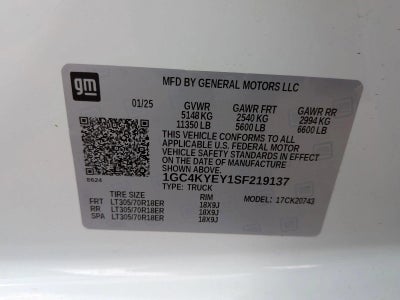 gm
MFD BY GENERAL MOTORS LLC
01/25 GVWR GAWR FRT GAWR RR
5148 KG 2540 KG 2994 KG
11350 LB 5600 LB 6600 LB
THIS VEHICLE CONFORMS TO ALL
APPLICABLE U.S. FEDERAL MOTOR
VEHICLE SAFETY STANDARDS IN
EFFECT ON THE DATE OF MANUFACTURE
SHOWN ABOVE.
1GC4KYEY1SF219137
6624 TYPE: TRUCK MODEL: 17CK20743
TIRE SIZE RIM
FRT LT305/70R18ER 18X9J
RR LT305/70R18ER 18X9J
SPA LT305/70R18ER 18X9J